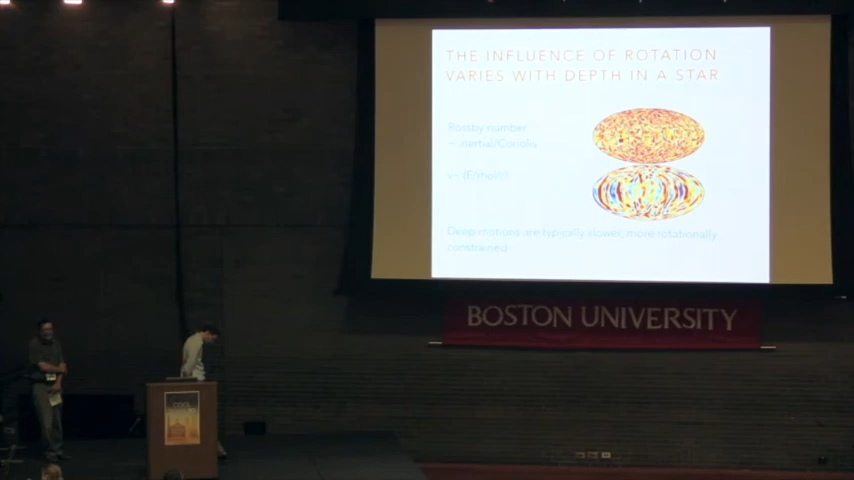 THE INFLUENCE OF ROTATION
VARIES WITH DEPTH IN A STAR
Rossby number
~ inertial/Coriolis
Deep motions are typically slower, more rotationally
constrained
BOSTON UNIVERSITY
COOL